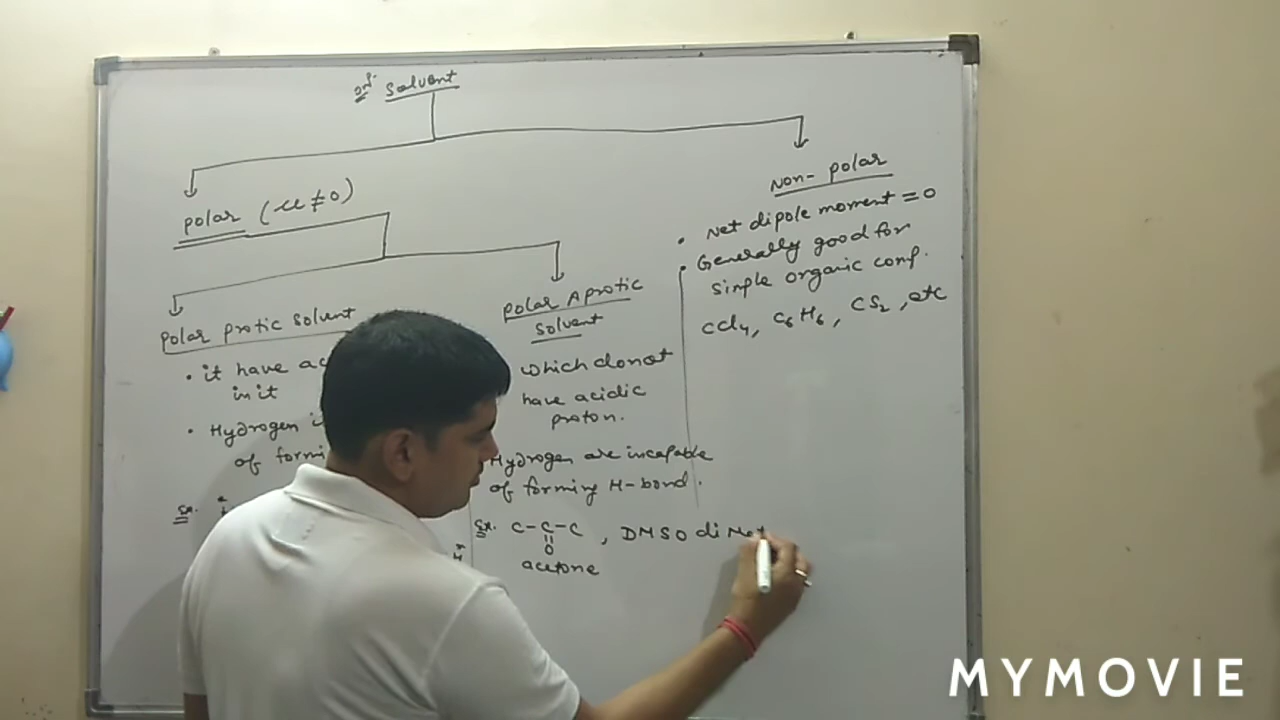 Solvent
polar (μ ≠ 0)
Non- polar
• Net dipole moment = 0
• Generally good for
simple organic comp.
CCl4, C6H6, CS2, etc
polar protic solvent
• it have ac
in it
• Hydrogen i
of formi
Ex.
polar Aprotic
solvent
which donot
have acidic
proton.
Hydrogen are incapable
of forming H-bond.
Ex. C-C-C , DMSO di Met
O
acetone
MYMOVIE